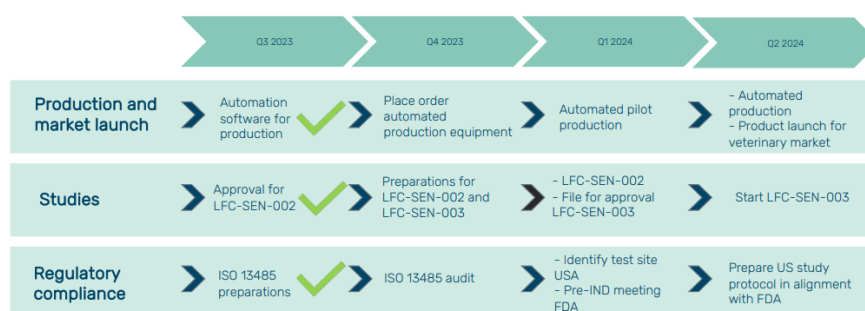 Q3 2023
Q4 2023
Q1 2024
Q2 2024
Production and
market launch
Automation
software for
production
Place order
automated
production equipment
Automated pilot
production
- Automated
production
- Product launch for
veterinary market
Studies
Approval for
LFC-SEN-002
Preparations for
LFC-SEN-002 and
LFC-SEN-003
- LFC-SEN-002
- File for approval
LFC-SEN-003
Start LFC-SEN-003
Regulatory
compliance
ISO 13485
preparations
ISO 13485 audit
- Identify test site
USA
- Pre-IND meeting
FDA
Prepare US study
protocol in alignment
with FDA